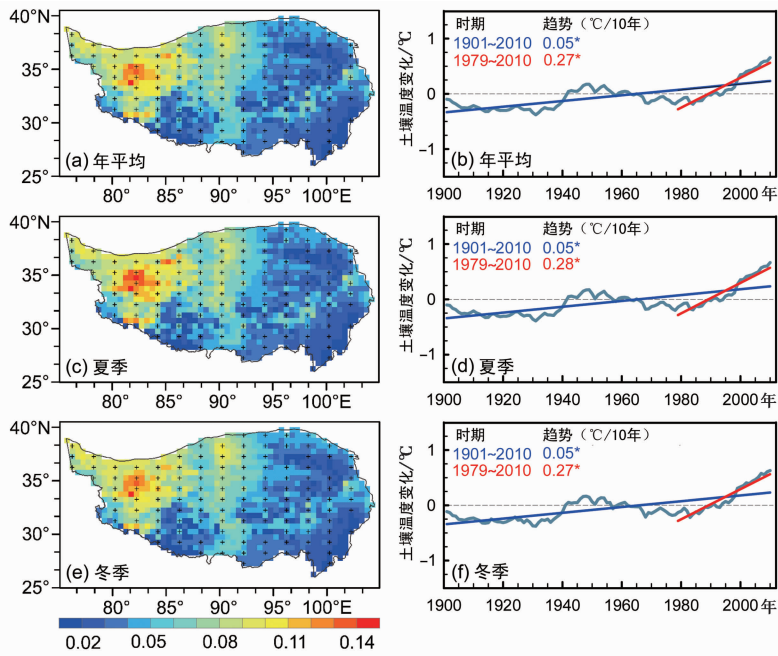 40°N
35°
30°
25°
(a) 年平均
80° 85° 90° 95° 100°E
土壤温度变化/℃
1
0
−1
时期 趋势（℃/10年）
1901~2010 0.05*
1979~2010 0.27*
(b) 年平均
1900 1920 1940 1960 1980 2000 年
40°N
35°
30°
25°
(c) 夏季
80° 85° 90° 95° 100°E
土壤温度变化/℃
1
0
−1
时期 趋势（℃/10年）
1901~2010 0.05*
1979~2010 0.28*
(d) 夏季
1900 1920 1940 1960 1980 2000 年
40°N
35°
30°
25°
(e) 冬季
80° 85° 90° 95° 100°E
土壤温度变化/℃
1
0
−1
时期 趋势（℃/10年）
1901~2010 0.05*
1979~2010 0.27*
(f) 冬季
1900 1920 1940 1960 1980 2000 年
0.02 0.05 0.08 0.11 0.14